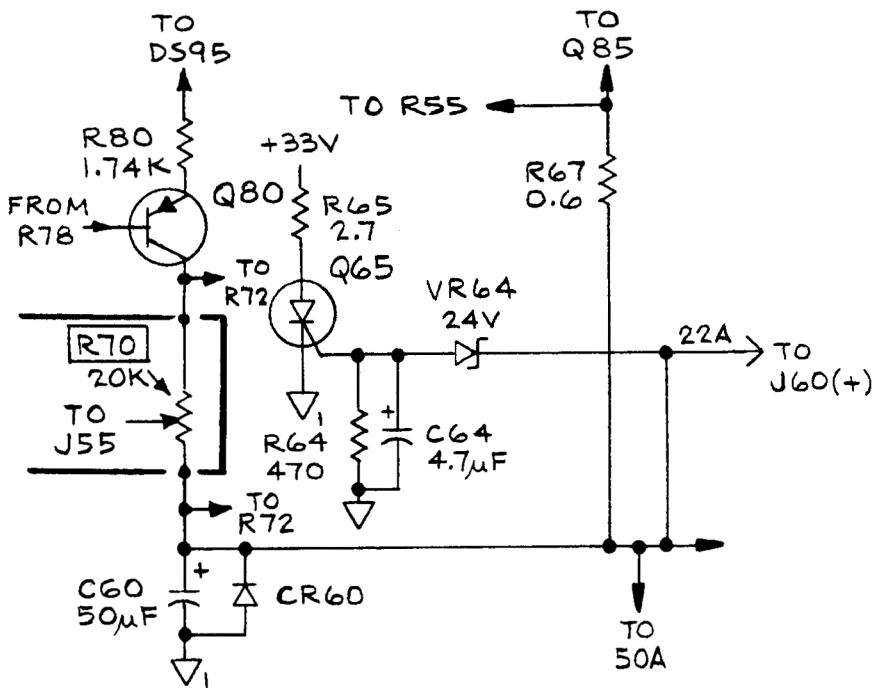 TO
DS95
TO
Q85
TO R55
R80
1.74K
+33V
Q80
R67
0.6
FROM
R78
R65
2.7
Q65
TO
R72
VR64
24V
R70
20K
22A
TO
J60(+)
TO
J55
1
R64
470
+
C64
4.7µF
TO
R72
+
C60
50µF
CR60
TO
50A
1